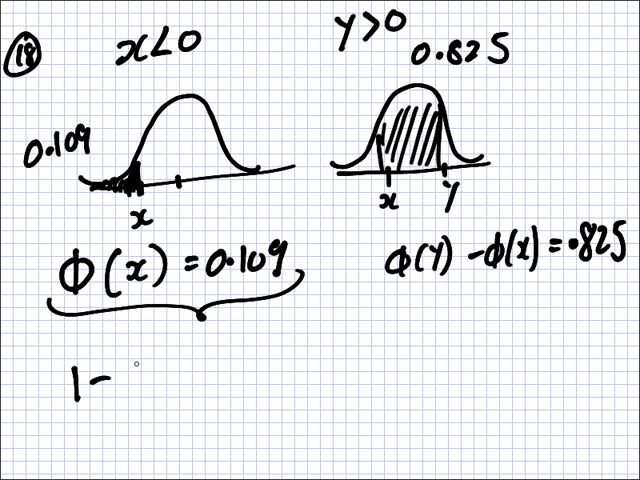 18
x<0
y>0
0.825
0.109
x
x
y
ϕ(x) = 0.109
ϕ(y) - ϕ(x) = .825
1 -